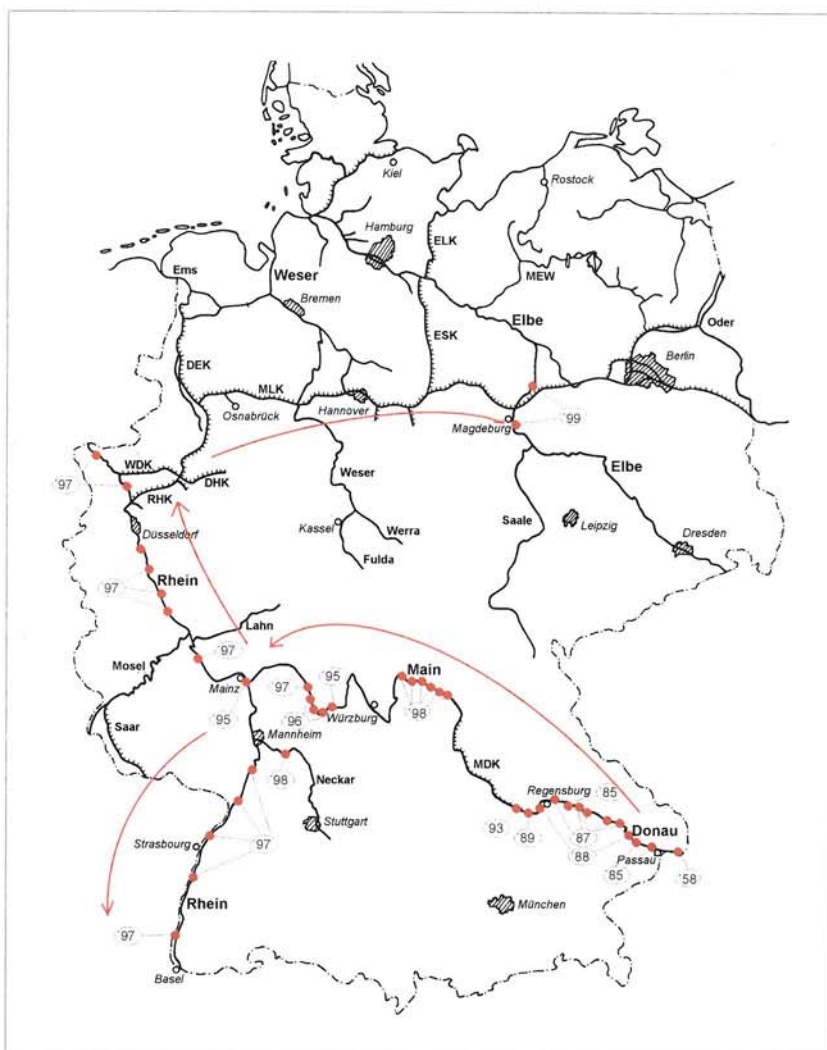 Kiel
Rostock
Hamburg
ELK
Ems
Weser
MEW
Bremen
Elbe
Oder
ESK
DEK
Berlin
MLK
Osnabrück
Hannover
Magdeburg
'99
WDK
Weser
Elbe
'97
DHK
RHK
Saale
Leipzig
Düsseldorf
Kassel
Werra
Dresden
Fulda
Rhein
'97
Lahn
'97
Mosel
Main
Mainz
'97
'95
'98
'95
'96
Würzburg
Saar
Mannheim
MDK
'98
Neckar
Regensburg
'85
Stuttgart
'93
'89
'87
Donau
Strasbourg
'97
'88
Passau
'85
'58
Rhein
München
'97
Basel